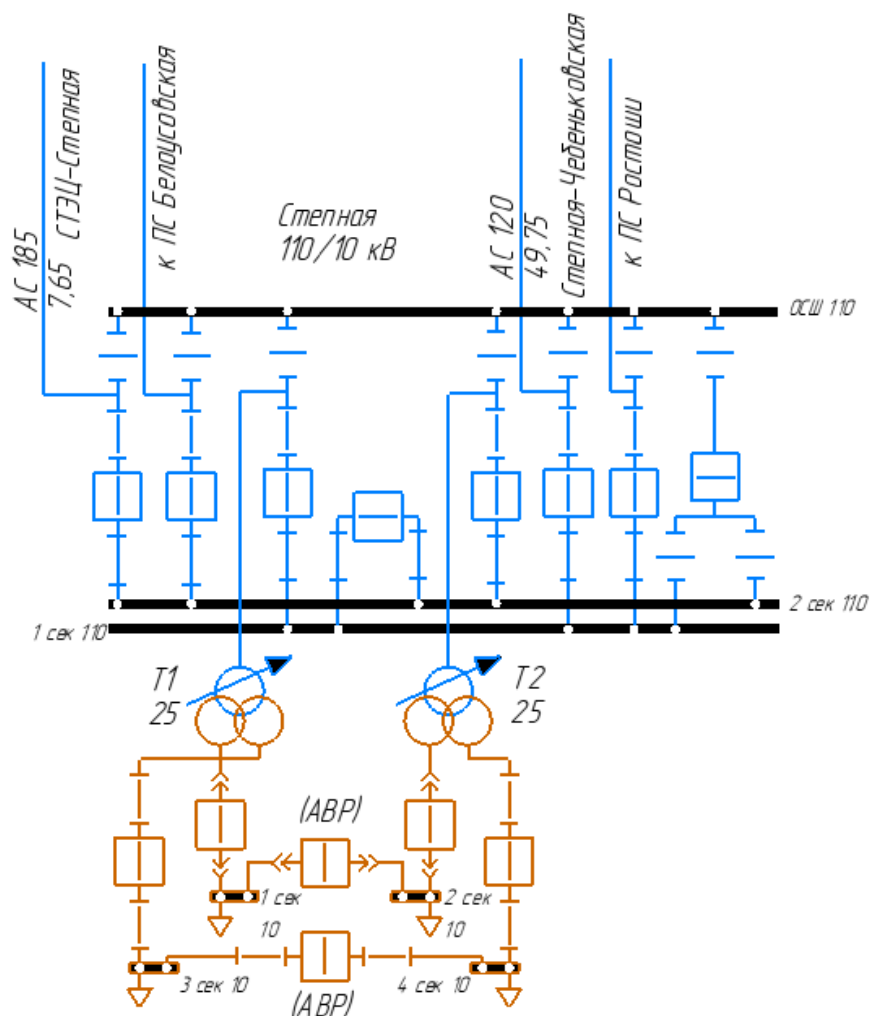 АС 185
7,65 СТЭЦ-Степная
к ПС Белоусовская
Степная
110/10 кВ
АС 120
49,75
Степная-Чебеньковская
к ПС Ростоши
ОСШ 110
2 сек 110
1 сек 110
Т1
25
Т2
25
(АВР)
1 сек
10
2 сек
10
3 сек 10
(АВР)
4 сек 10